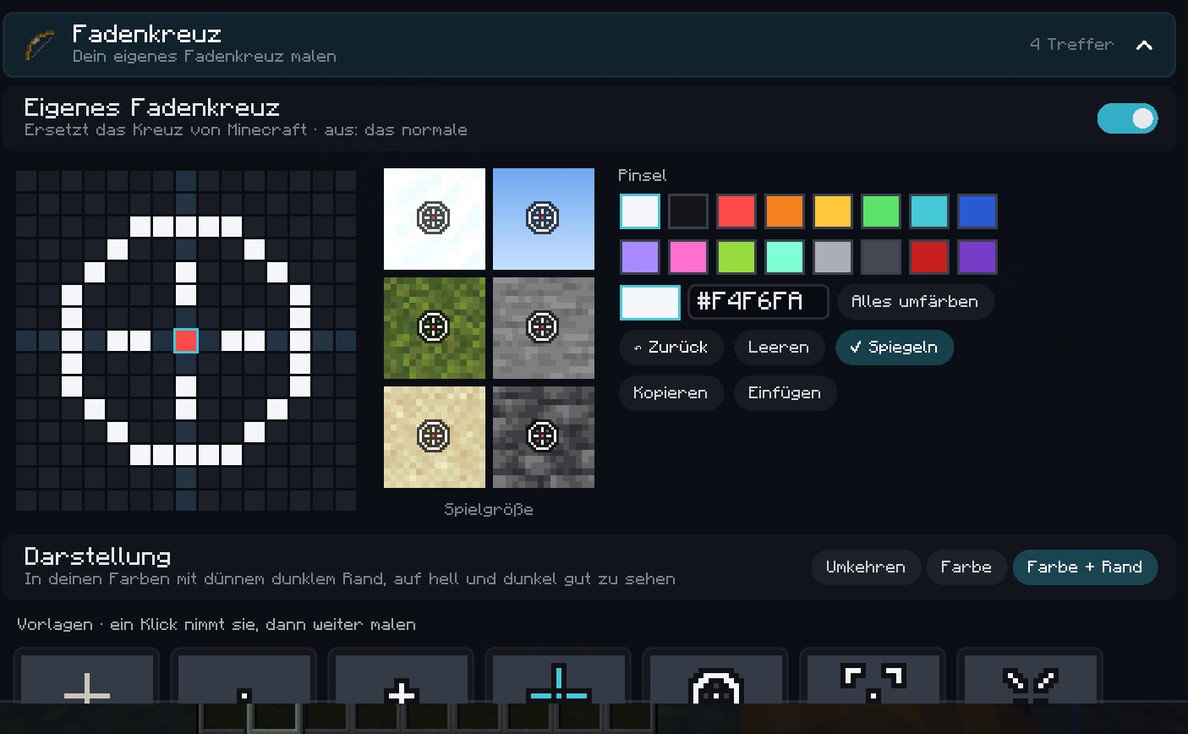 Fadenkreuz
Dein eigenes Fadenkreuz malen
4 Treffer
Eigenes Fadenkreuz
Ersetzt das Kreuz von Minecraft · aus: das normale
Pinsel
#F4F6FA
Alles umfärben
Zurück
Leeren
✓ Spiegeln
Kopieren
Einfügen
Spielgröße
Darstellung
In deinen Farben mit dünnem dunklem Rand, auf hell und dunkel gut zu sehen
Umkehren
Farbe
Farbe + Rand
Vorlagen · ein Klick nimmt sie, dann weiter malen